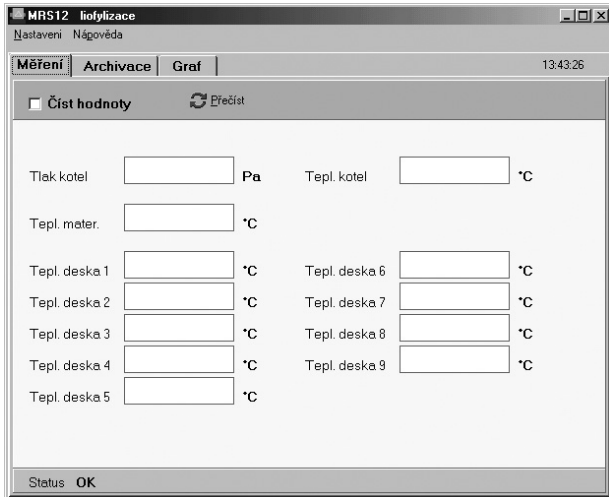 MRS12 liofylizace
Nastaveni Nápověda
Měření Archivace Graf 13:43:26
Číst hodnoty Přečíst
Tlak kotel Pa Tepl. kotel °C
Tepl. mater. °C
Tepl. deska 1 °C Tepl. deska 6 °C
Tepl. deska 2 °C Tepl. deska 7 °C
Tepl. deska 3 °C Tepl. deska 8 °C
Tepl. deska 4 °C Tepl. deska 9 °C
Tepl. deska 5 °C
Status OK